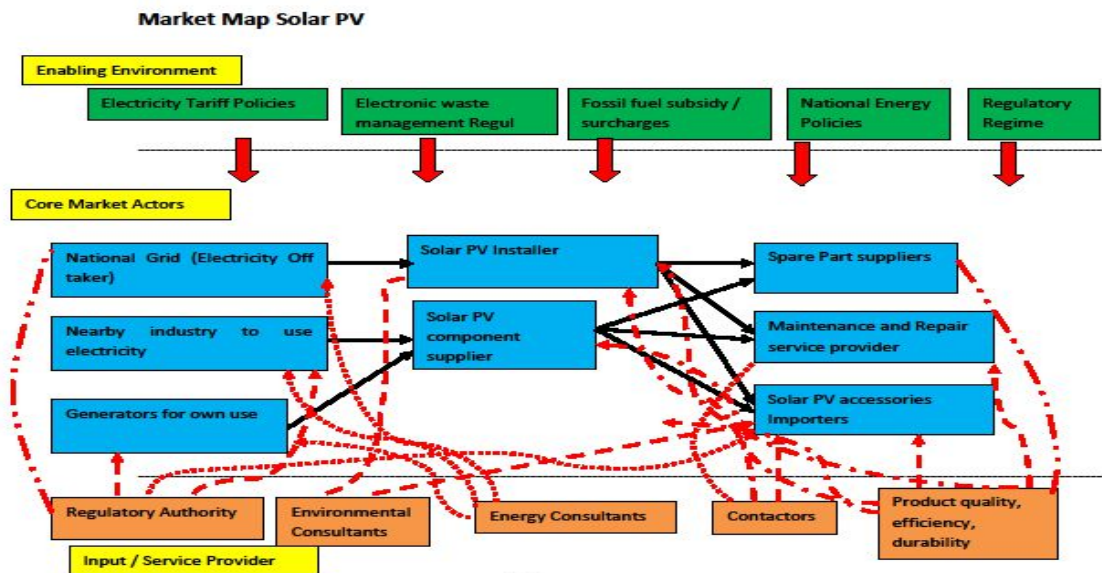 Market Map Solar PV
Enabling Environment
Electricity Tariff Policies
Electronic waste
management Regul
Fossil fuel subsidy /
surcharges
National Energy
Policies
Regulatory
Regime
Core Market Actors
National Grid (Electricity Off
taker)
Solar PV Installer
Spare Part suppliers
Nearby industry to use
electricity
Solar PV
component
supplier
Maintenance and Repair
service provider
Generators for own use
Solar PV accessories
Importers
Regulatory Authority
Environmental
Consultants
Energy Consultants
Contactors
Product quality,
efficiency,
durability
Input / Service Provider